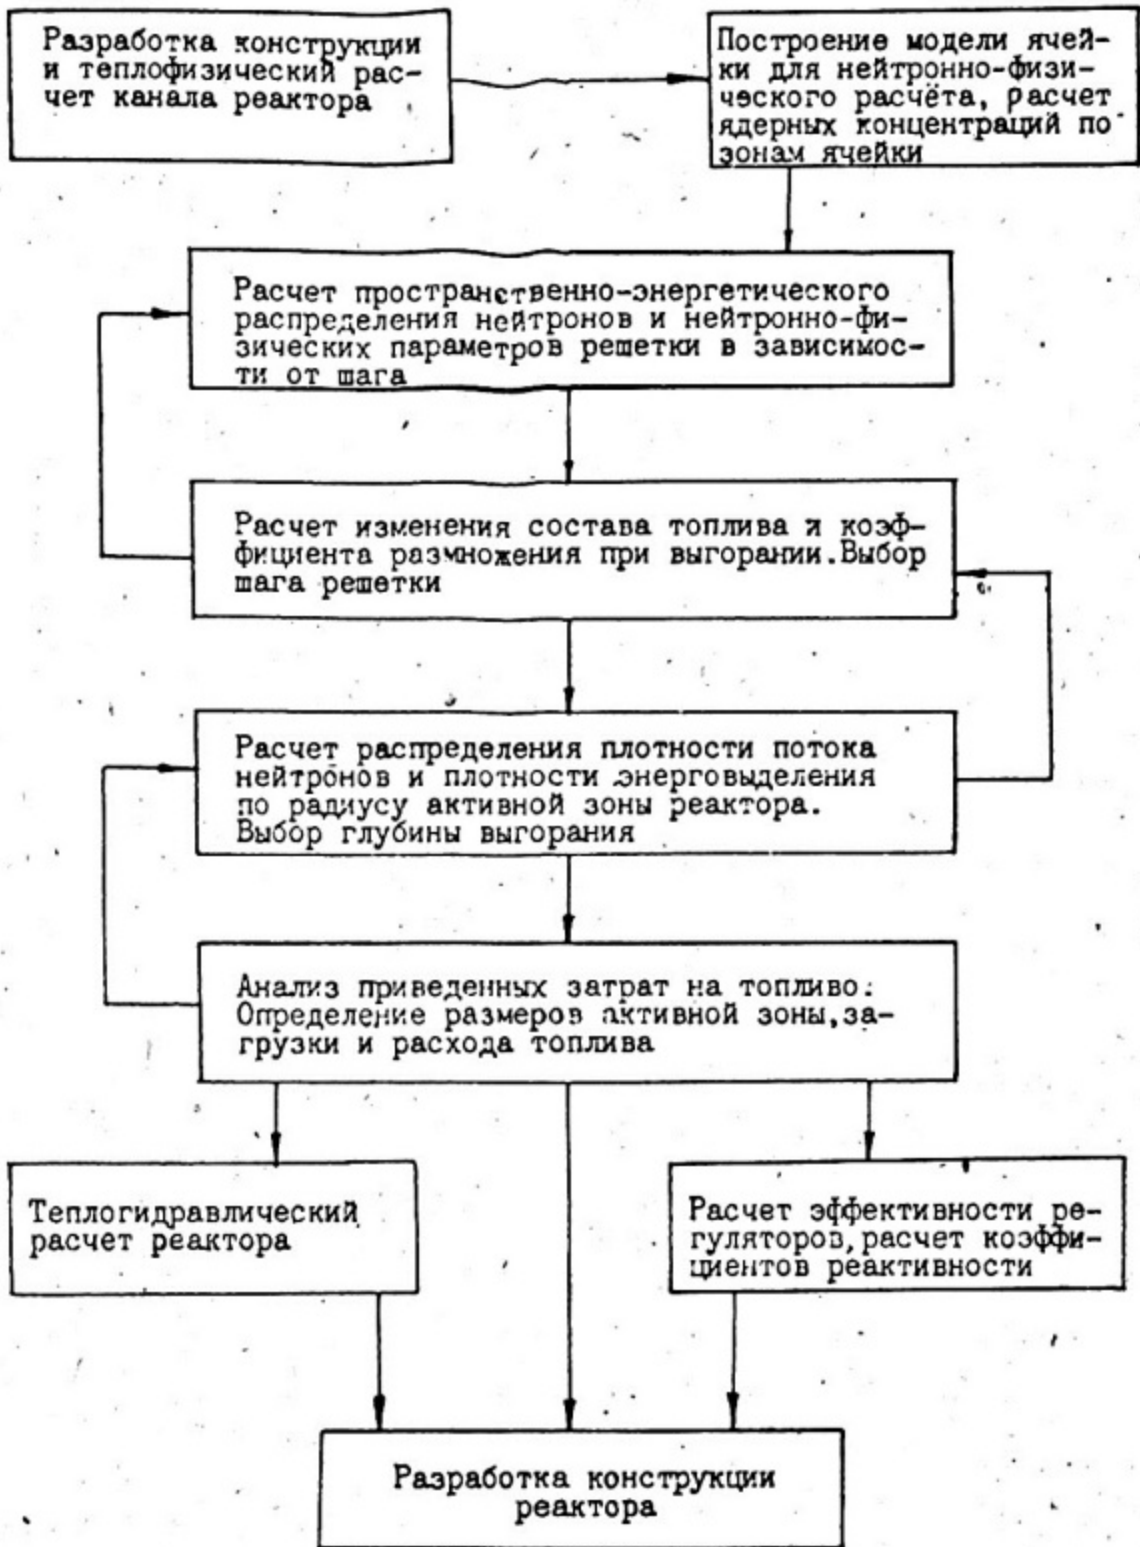 Разработка конструкции
и теплофизический рас-
чет канала реактора
Построение модели ячей-
ки для нейтронно-физи-
ческого расчёта, расчет
ядерных концентраций по
зонам ячейки
Расчет пространственно-энергетического
распределения нейтронов и нейтронно-фи-
зических параметров решетки в зависимос-
ти от шага
Расчет изменения состава топлива и коэф-
фициента размножения при выгорании. Выбор
шага решетки
Расчет распределения плотности потока
нейтронов и плотности энерговыделения
по радиусу активной зоны реактора.
Выбор глубины выгорания
Анализ приведенных затрат на топливо.
Определение размеров активной зоны, за-
грузки и расхода топлива
Теплогидравлический
расчет реактора
Расчет эффективности ре-
гуляторов, расчет коэффи-
циентов реактивности
Разработка конструкции
реактора